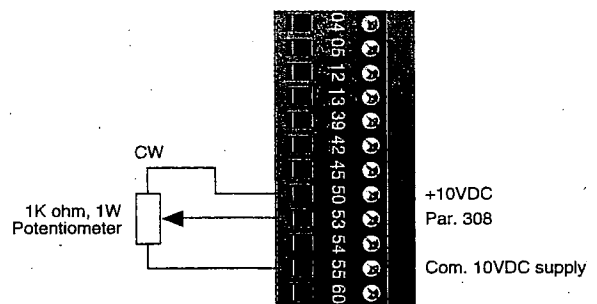 04
05
12
13
39
42
CW
45
50
+10VDC
1K ohm, 1W
Potentiometer
53
Par. 308
54
55
Com. 10VDC supply
60